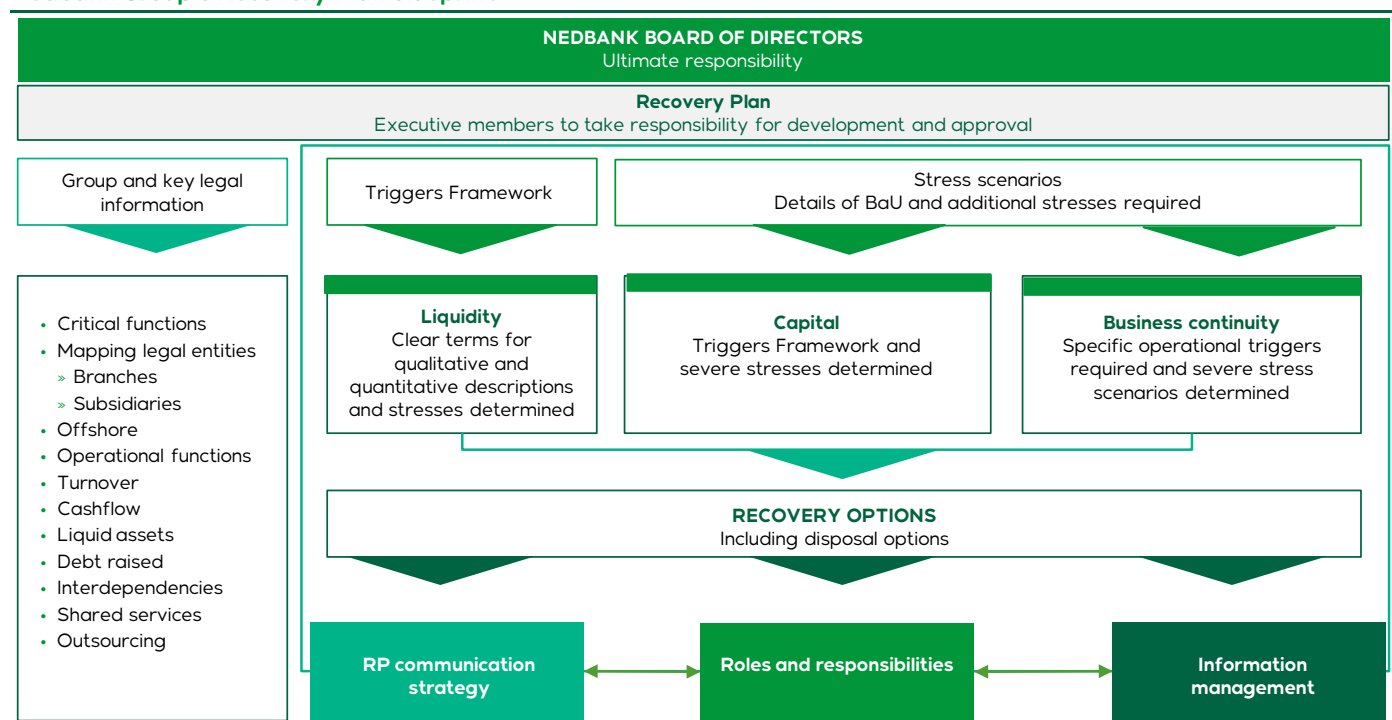 NEDBANK BOARD OF DIRECTORS
Ultimate responsibility
Recovery Plan
Executive members to take responsibility for development and approval
Group and key legal
information
Triggers Framework
Stress scenarios
Details of BaU and additional stresses required
• Critical functions
• Mapping legal entities
» Branches
» Subsidiaries
• Offshore
• Operational functions
• Turnover
• Cashflow
• Liquid assets
• Debt raised
• Interdependencies
• Shared services
• Outsourcing
Liquidity
Clear terms for
qualitative and
quantitative descriptions
and stresses determined
Capital
Triggers Framework and
severe stresses determined
Business continuity
Specific operational triggers
required and severe stress
scenarios determined
RECOVERY OPTIONS
Including disposal options
RP communication
strategy
Roles and responsibilities
Information
management